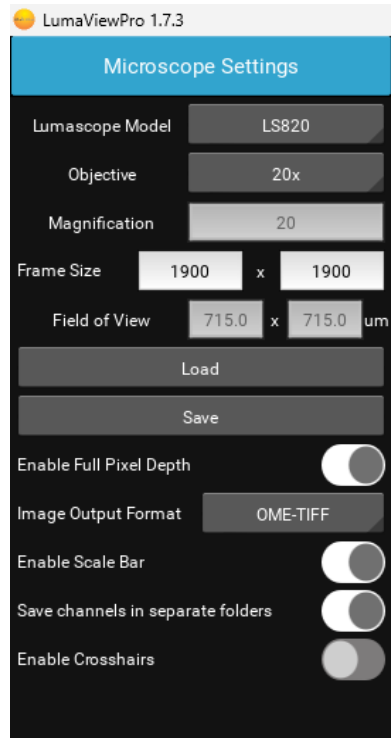 LumaViewPro 1.7.3
Microscope Settings
Lumascope Model LS820
Objective 20x
Magnification 20
Frame Size 1900 x 1900
Field of View 715.0 x 715.0 um
Load
Save
Enable Full Pixel Depth
Image Output Format OME-TIFF
Enable Scale Bar
Save channels in separate folders
Enable Crosshairs